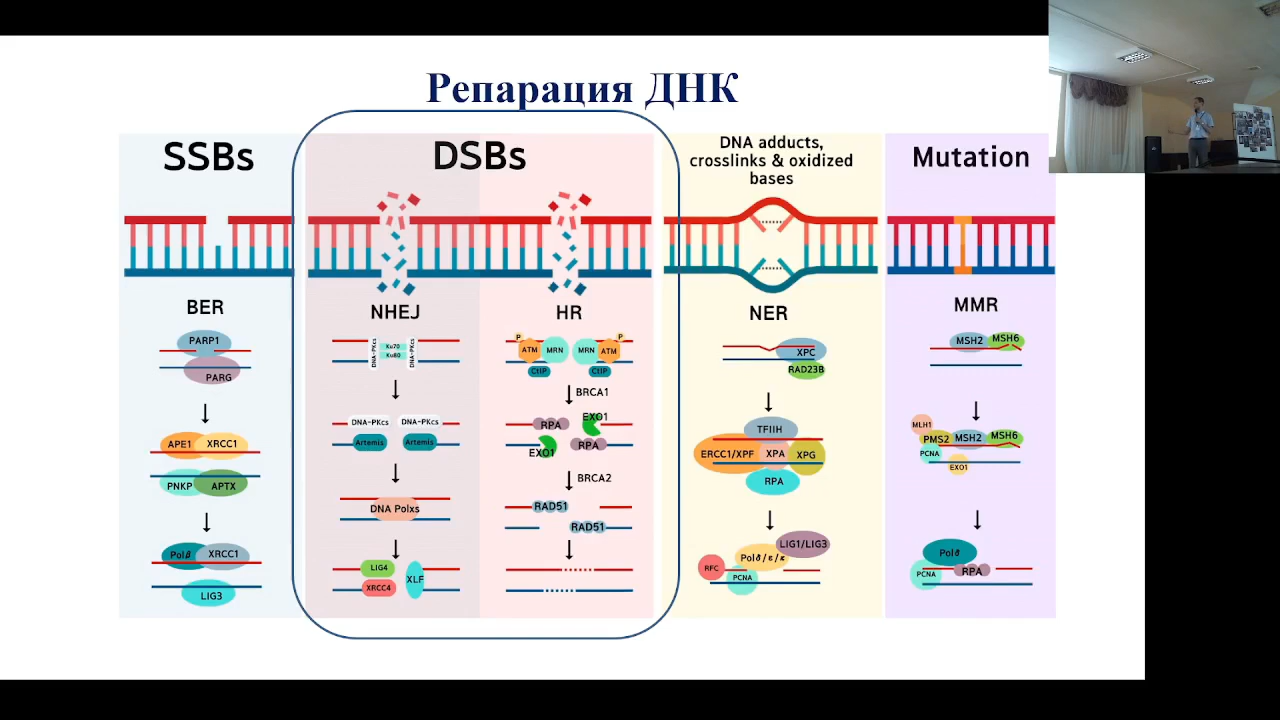 Репарация ДНК
SSBs
BER
PARP1
PARG
APE1
XRCC1
PNKP
APTX
Polβ
XRCC1
LIG3
DSBs
NHEJ
DNA-PKcs
Ku70
Ku80
DNA-PKcs
DNA-PKcs
DNA-PKcs
Artemis
Artemis
DNA Polxs
LIG4
XRCC4
XLF
HR
P
ATM
MRN
MRN
ATM
P
CtIP
CtIP
BRCA1
RPA
EXO1
EXO1
RPA
BRCA2
RAD51
RAD51
DNA adducts,
crosslinks & oxidized
bases
NER
XPC
RAD23B
TFIIH
ERCC1/XPF
XPA
XPG
RPA
LIG1/LIG3
Polδ/ε/κ
RFC
PCNA
Mutation
MMR
MSH2
MSH6
MLH1
PMS2
MSH2
MSH6
PCNA
EXO1
Polδ
PCNA
RPA